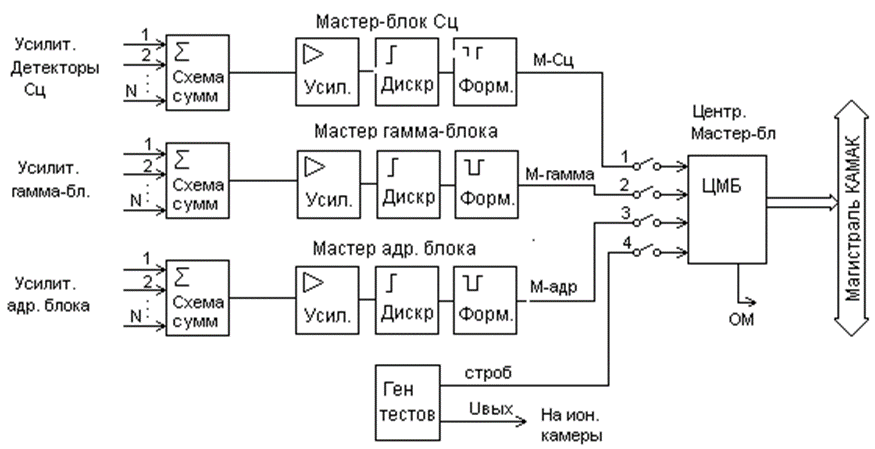 Мастер-блок Сц
Усилит.
Детекторы
Сц
1
2
N
Σ
Схема
сумм
Усил.
Дискр
Форм.
М-Сц
Мастер гамма-блока
Усилит.
гамма-бл.
1
2
N
Σ
Схема
сумм
Усил.
Дискр
Форм.
М-гамма
Мастер адр. блока
Усилит.
адр. блока
1
2
N
Σ
Схема
сумм
Усил.
Дискр
Форм.
М-адр
Ген
тестов
строб
Uвых
На ион.
камеры
1
2
3
4
Центр.
Мастер-бл
ЦМБ
ОМ
Магистраль КАМАК